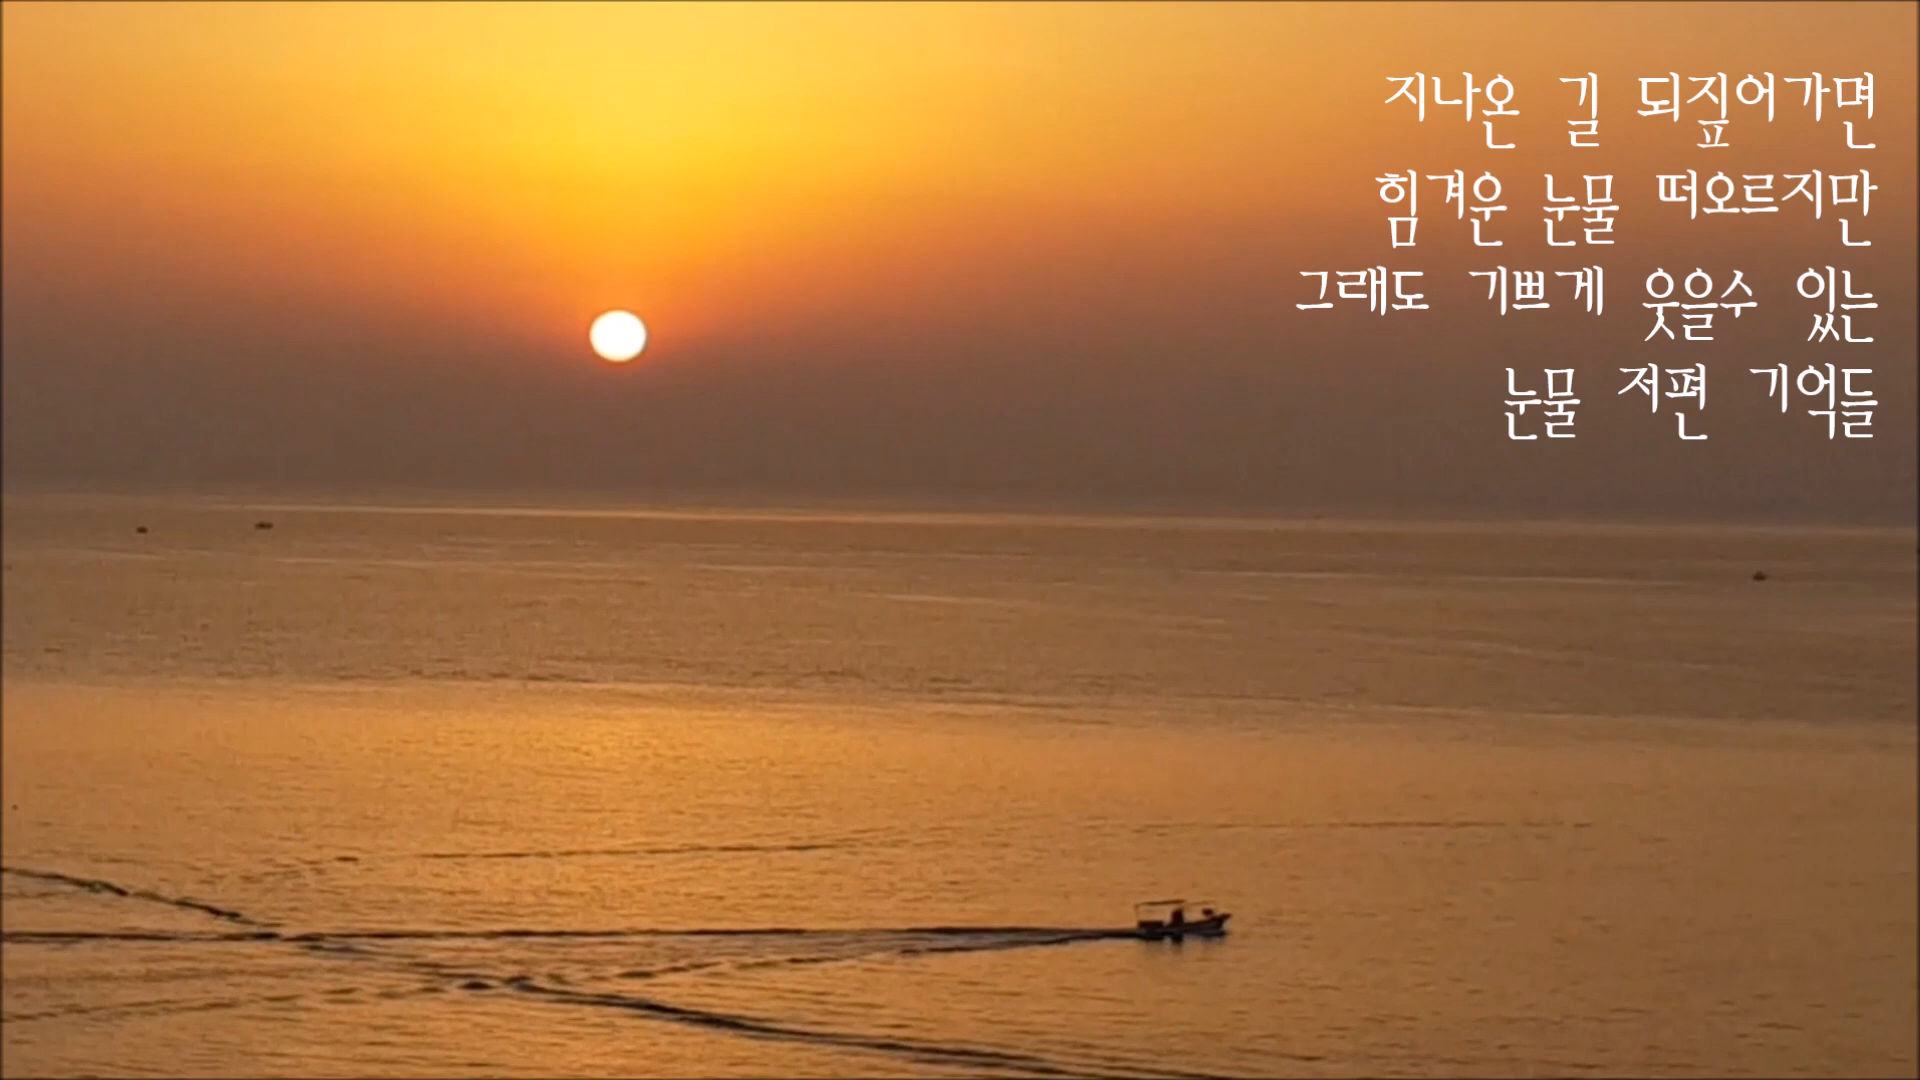 지나온 길 되짚어가면
힘겨운 눈물 떠오르지만
그래도 기쁘게 웃을수 있는
눈물 저편 기억들